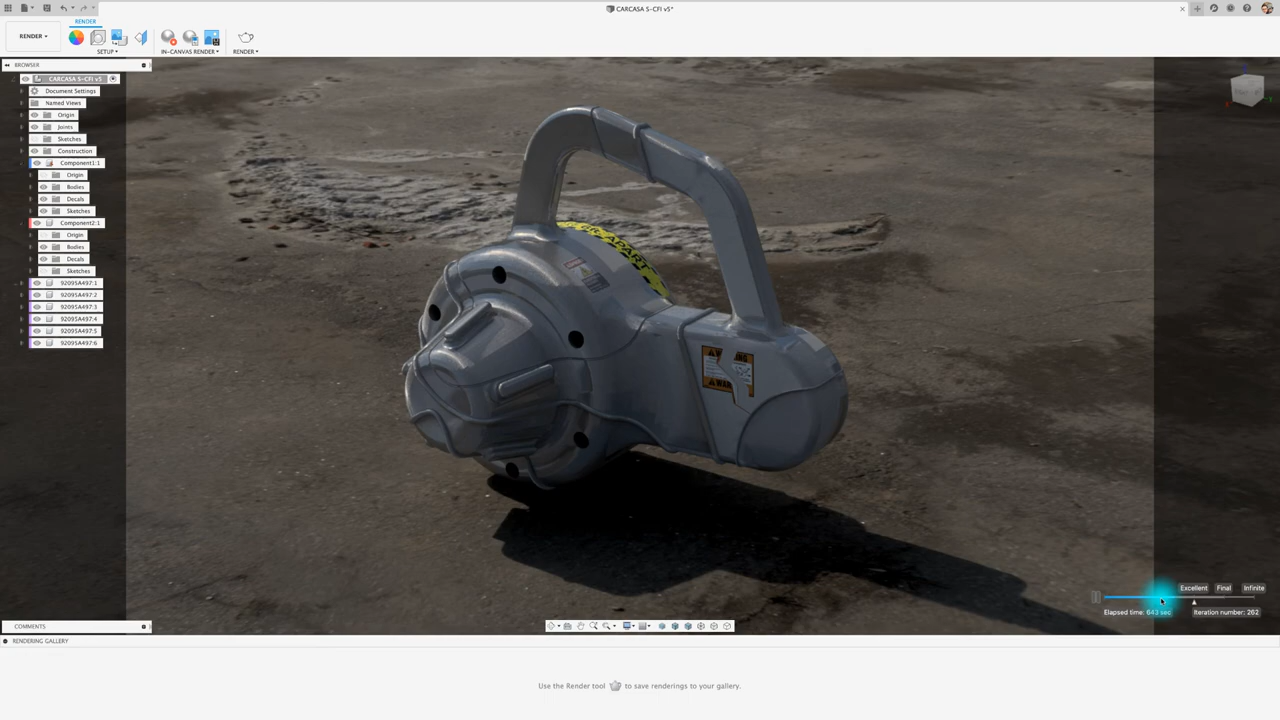 CARCASA S-CFI v5*
RENDER
RENDER
SETUP
IN-CANVAS RENDER
RENDER
BROWSER
CARCASA S-CFI v5
Document Settings
Named Views
Origin
Joints
Sketches
Construction
Component1:1
Origin
Bodies
Decals
Sketches
Component2:1
Origin
Bodies
Decals
Sketches
92095A497:1
92095A497:2
92095A497:3
92095A497:4
92095A497:5
92095A497:6
APART
Excellent Final Infinite
Elapsed time: 643 sec
Iteration number: 262
COMMENTS
RENDERING GALLERY
Use the Render tool to save renderings to your gallery.